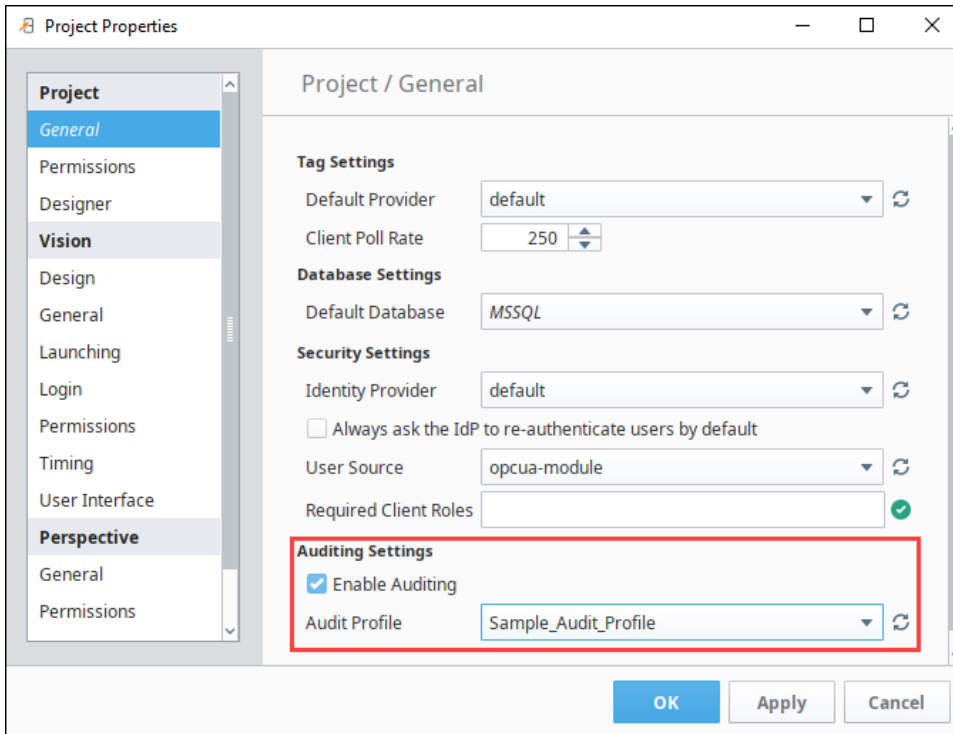 Project Properties
Project
General
Permissions
Designer
Vision
Design
General
Launching
Login
Permissions
Timing
User Interface
Perspective
General
Permissions
Project / General
Tag Settings
Default Provider default
Client Poll Rate 250
Database Settings
Default Database MSSQL
Security Settings
Identity Provider default
Always ask the IdP to re-authenticate users by default
User Source opcua-module
Required Client Roles
Auditing Settings
Enable Auditing
Audit Profile Sample_Audit_Profile
OK Apply Cancel